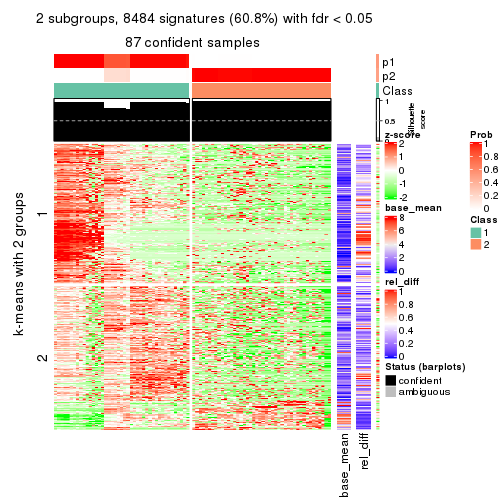 2 subgroups, 8484 signatures (60.8%) with fdr < 0.05
87 confident samples
p1
p2
Class
1
0.5
0
Silhouette
score
k-means with 2 groups
1
2
z-score
2
1
0
-1
-2
base_mean
8
6
4
2
0
rel_diff
1
0.8
0.6
0.4
0.2
0
Status (barplots)
confident
ambiguous
Prob
1
0.8
0.6
0.4
0.2
0
Class
1
2
base_mean
rel_diff